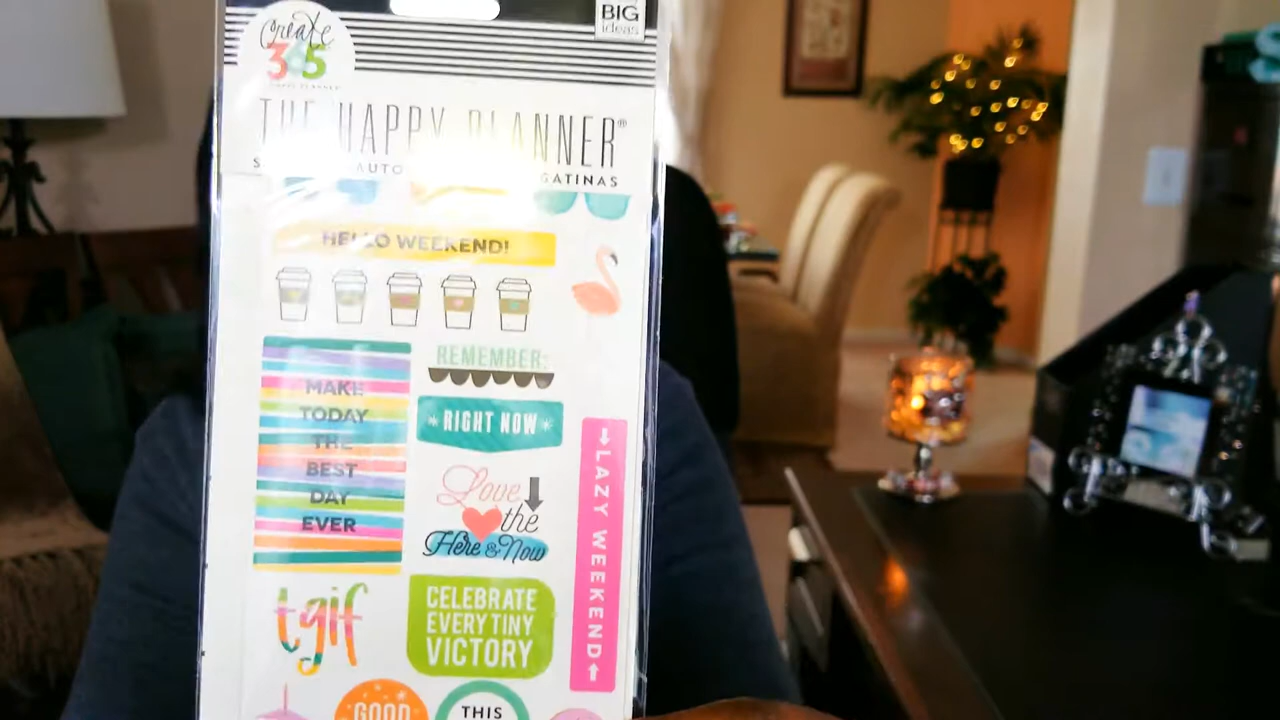 Create
365
BIG
ideas
THE HAPPY PLANNER®
AUTO
GATINAS
HELLO WEEKEND!
REMEMBER:
MAKE
TODAY
THE
BEST
DAY
EVER
*RIGHT NOW*
Love
the
Here & Now
↓LAZY WEEKEND↑
tgif
CELEBRATE
EVERY TINY
VICTORY
GOOD
THIS